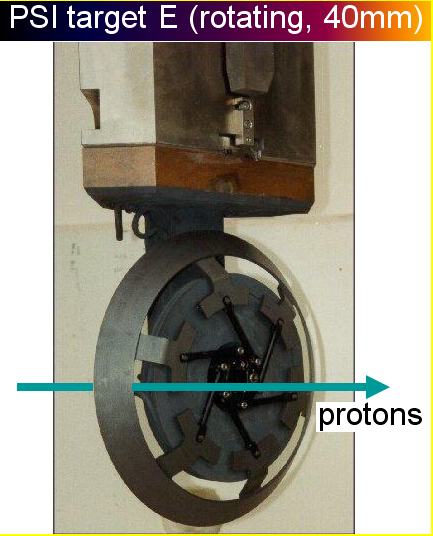 PSI target E (rotating, 40mm)
protons